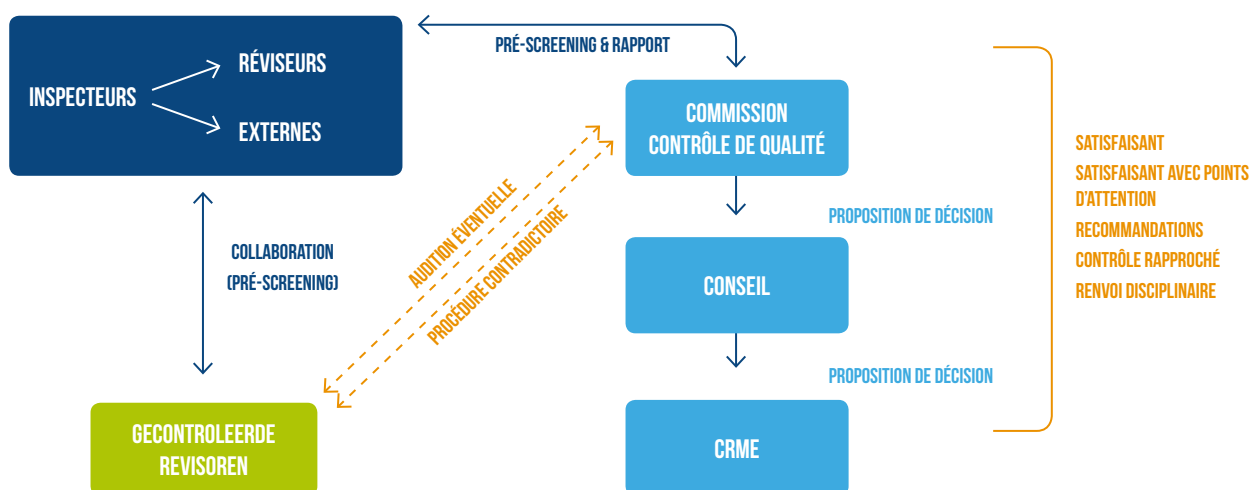 INSPECTEURS
RÉVISEURS
EXTERNES
PRÉ-SCREENING & RAPPORT
COMMISSION
CONTRÔLE DE QUALITÉ
COLLABORATION
(PRÉ-SCREENING)
AUDITION ÉVENTUELLE
PROCÉDURE CONTRADICTOIRE
PROPOSITION DE DÉCISION
CONSEIL
PROPOSITION DE DÉCISION
CRME
GECONTROLEERDE
REVISOREN
SATISFAISANT
SATISFAISANT AVEC POINTS
D'ATTENTION
RECOMMANDATIONS
CONTRÔLE RAPPROCHÉ
RENVOI DISCIPLINAIRE